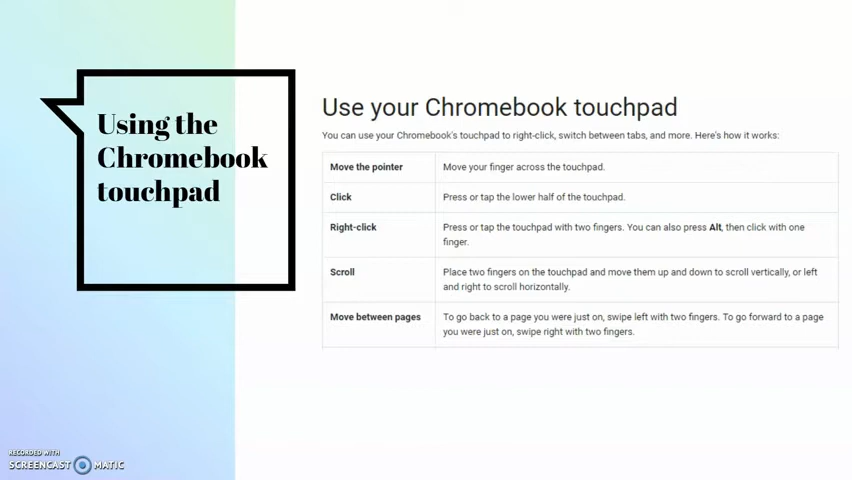 Using the
Chromebook
touchpad
Use your Chromebook touchpad
You can use your Chromebook's touchpad to right-click, switch between tabs, and more. Here's how it works:
Move the pointer Move your finger across the touchpad.
Click Press or tap the lower half of the touchpad.
Right-click Press or tap the touchpad with two fingers. You can also press Alt, then click with one
finger.
Scroll Place two fingers on the touchpad and move them up and down to scroll vertically, or left
and right to scroll horizontally.
Move between pages To go back to a page you were just on, swipe left with two fingers. To go forward to a page
you were just on, swipe right with two fingers.
RECORDED WITH
SCREENCAST MATIC